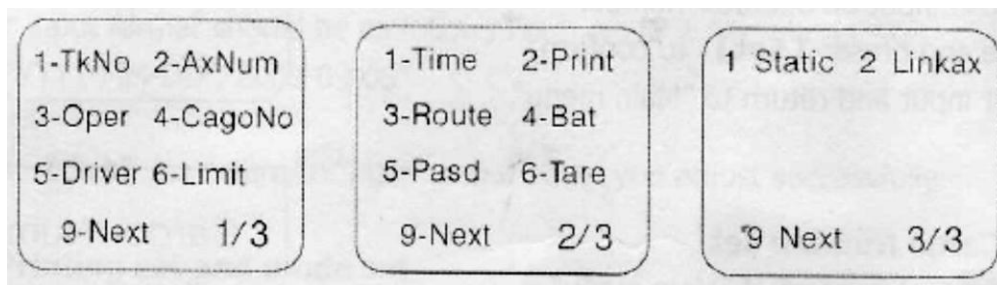 1-TkNo 2-AxNum
3-Oper 4-CagoNo
5-Driver 6-Limit
9-Next 1/3
1-Time 2-Print
3-Route 4-Bat
5-Pasd 6-Tare
9-Next 2/3
1 Static 2 Linkax
9 Next 3/3